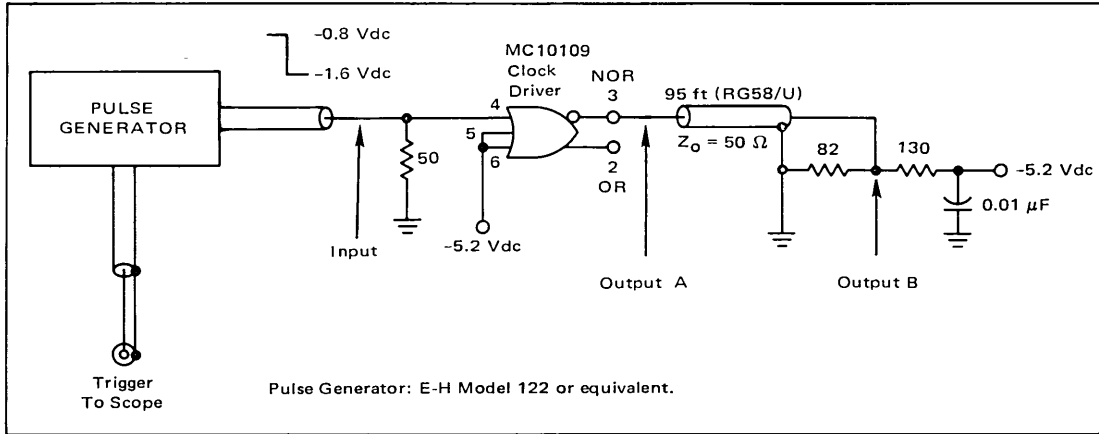 -0.8 Vdc
-1.6 Vdc
PULSE
GENERATOR
MC10109
Clock
Driver
NOR
3
4
5
6
2
OR
50
-5.2 Vdc
95 ft (RG58/U)
Zo = 50 Ω
82
130
-5.2 Vdc
0.01 μF
Input
Output A
Output B
Trigger
To Scope
Pulse Generator: E-H Model 122 or equivalent.